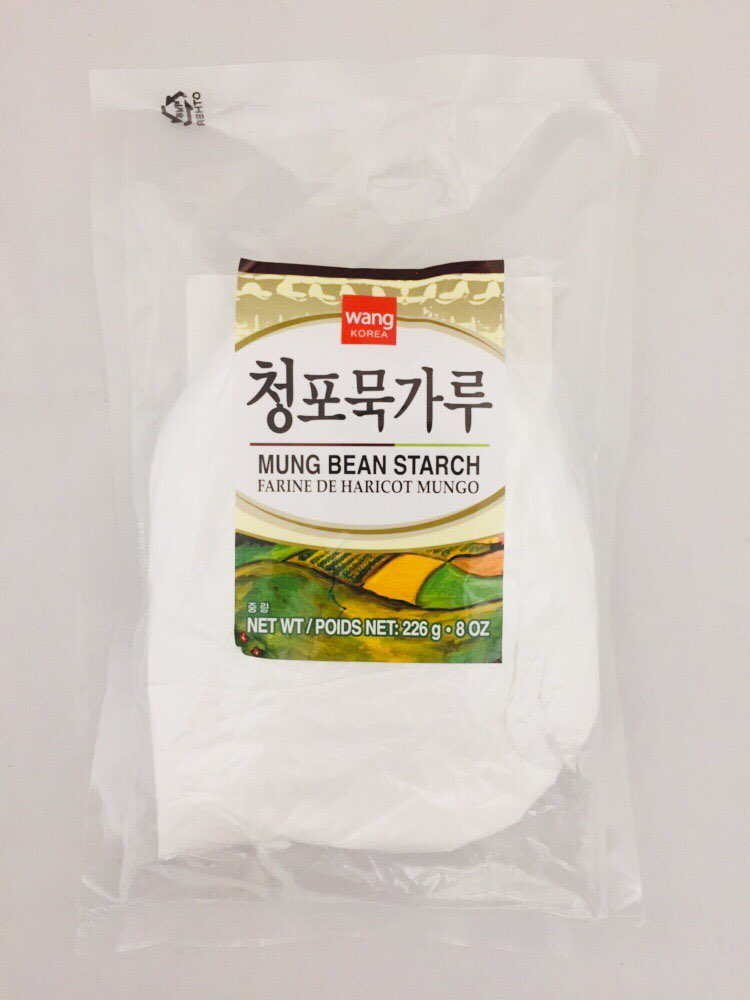 OTHER
wang
KOREA
청포묵가루
MUNG BEAN STARCH
FARINE DE HARICOT MUNGO
중량
NET WT / POIDS NET: 226 g • 8 OZ